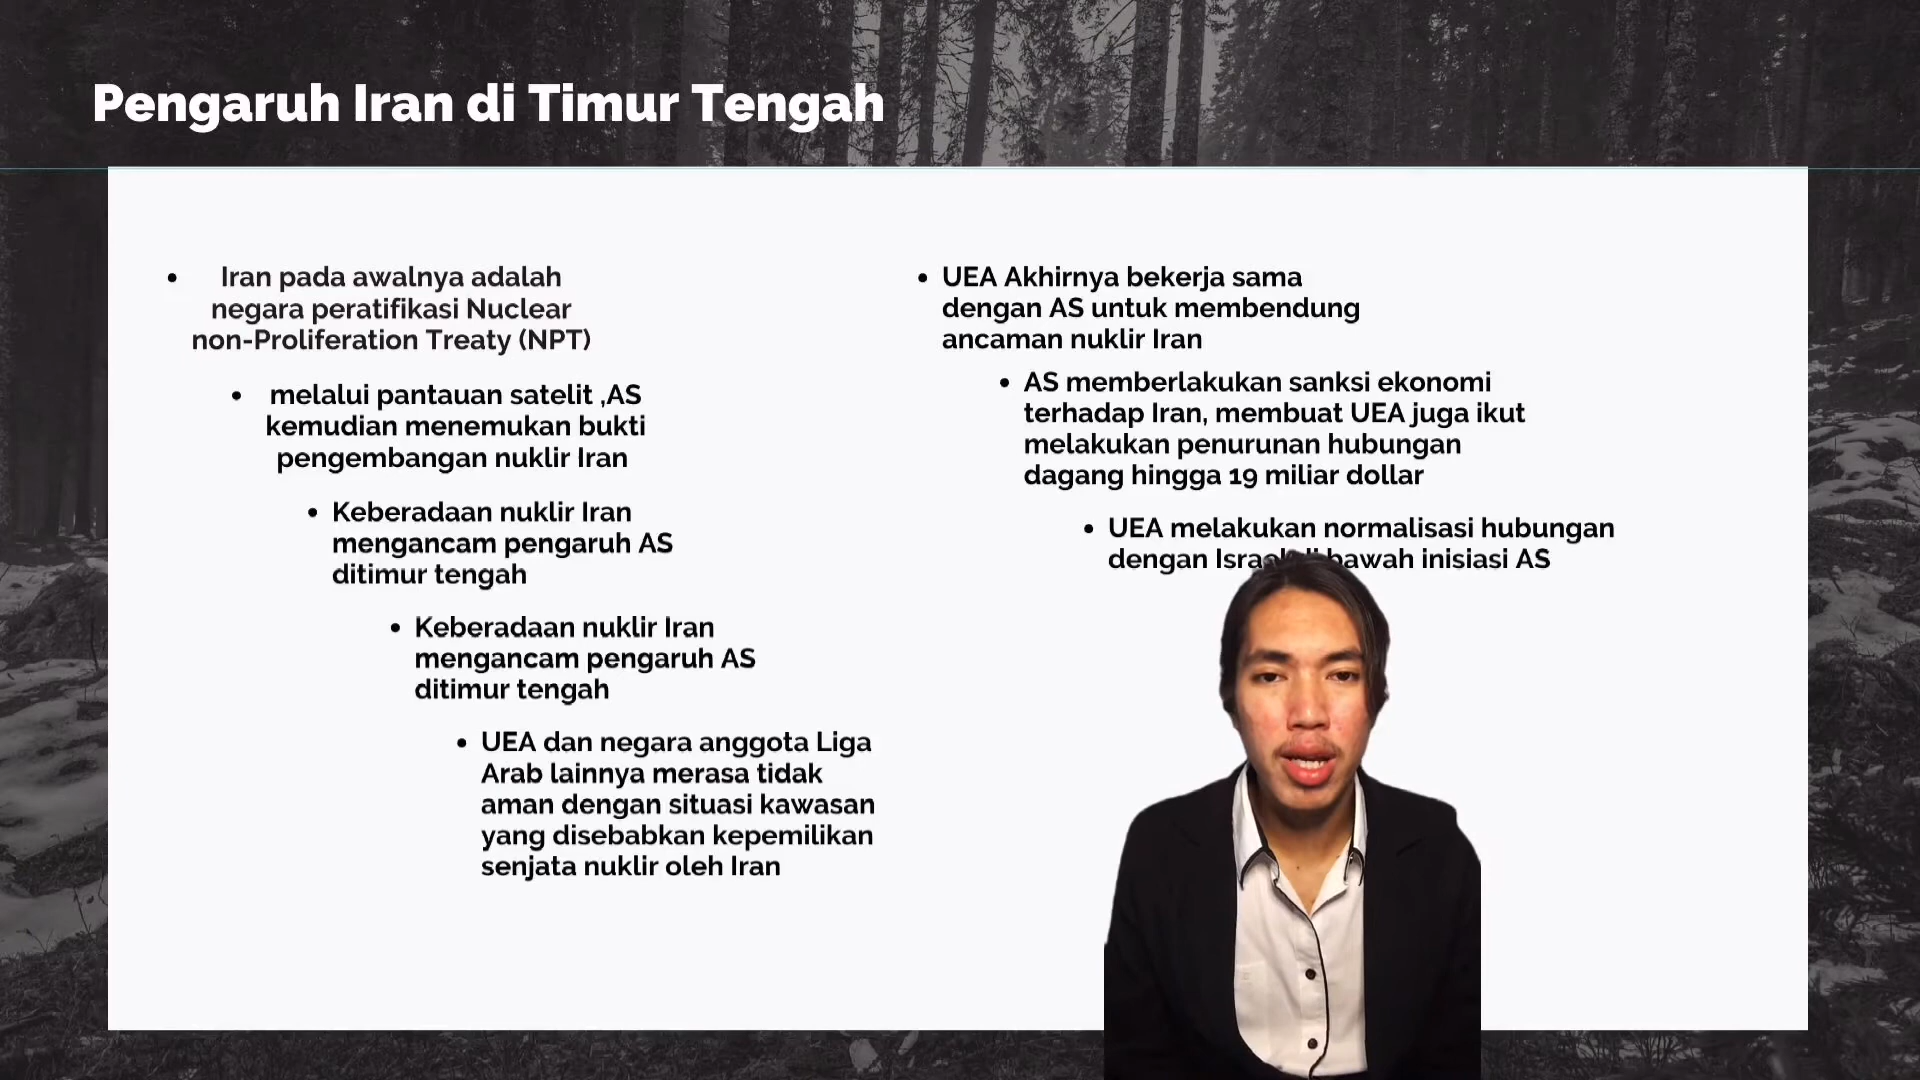 Pengaruh Iran di Timur Tengah
Iran pada awalnya adalah
negara peratifikasi Nuclear
non-Proliferation Treaty (NPT)
melalui pantauan satelit ,AS
kemudian menemukan bukti
pengembangan nuklir Iran
Keberadaan nuklir Iran
mengancam pengaruh AS
ditimur tengah
Keberadaan nuklir Iran
mengancam pengaruh AS
ditimur tengah
UEA dan negara anggota Liga
Arab lainnya merasa tidak
aman dengan situasi kawasan
yang disebabkan kepemilikan
senjata nuklir oleh Iran
UEA Akhirnya bekerja sama
dengan AS untuk membendung
ancaman nuklir Iran
AS memberlakukan sanksi ekonomi
terhadap Iran, membuat UEA juga ikut
melakukan penurunan hubungan
dagang hingga 19 miliar dollar
UEA melakukan normalisasi hubungan
dengan inisiasi AS